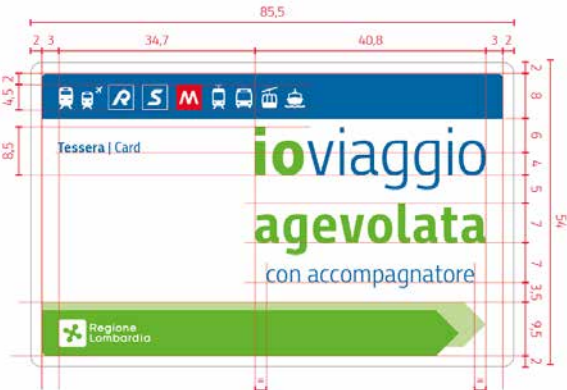 85,5
2 3 34,7 40,8 3 2
2
4,5
8,5
R S M
Tessera | Card
ioviaggio
agevolata
con accompagnatore
Regione
Lombardia
2
8
6
4
5
7
7
3,5
9,5
2
54